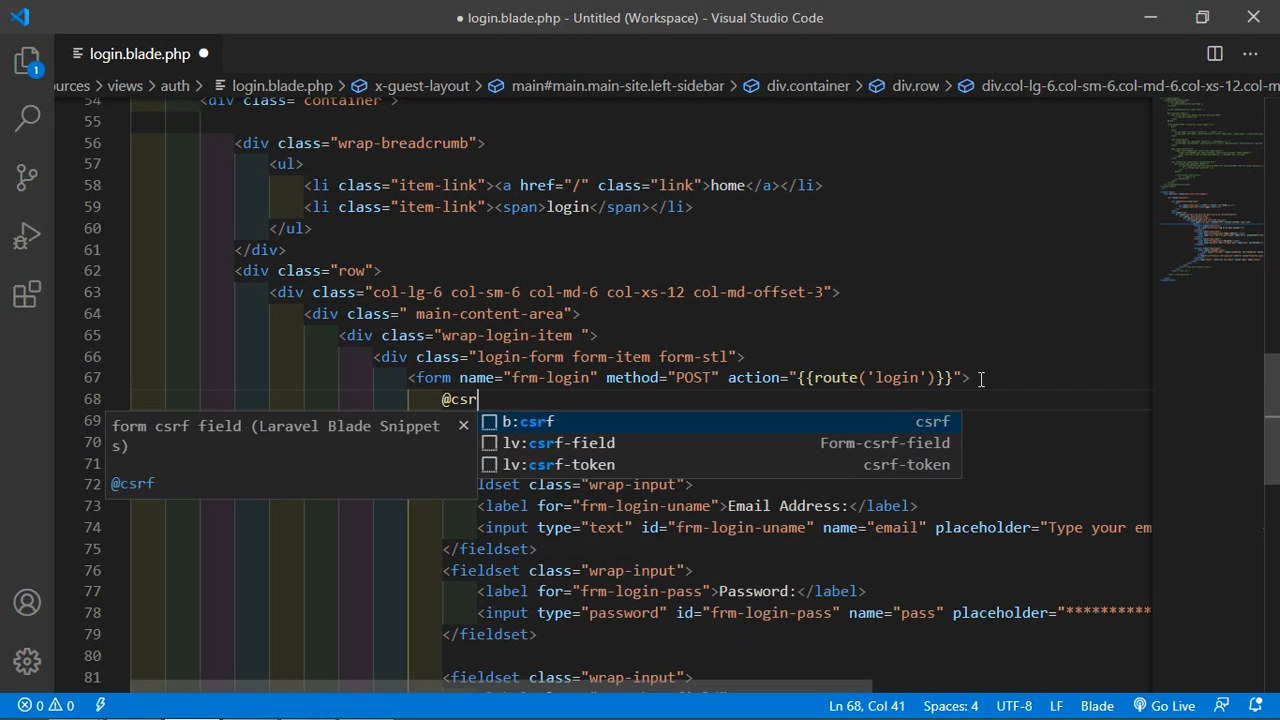 ● login.blade.php - Untitled (Workspace) - Visual Studio Code
login.blade.php ●
1
ources > views > auth > login.blade.php > x-guest-layout > main#main.main-site.left-sidebar > div.container > div.row > div.col-lg-6.col-sm-6.col-md-6.col-xs-12.col-m
54 <div class="container">
55
56 <div class="wrap-breadcrumb">
57 <ul>
58 <li class="item-link"><a href="/" class="link">home</a></li>
59 <li class="item-link"><span>login</span></li>
60 </ul>
61 </div>
62 <div class="row">
63 <div class="col-lg-6 col-sm-6 col-md-6 col-xs-12 col-md-offset-3">
64 <div class=" main-content-area">
65 <div class="wrap-login-item ">
66 <div class="login-form form-item form-stl">
67 <form name="frm-login" method="POST" action="{{route('login')}}">
68 @csr
69
b:csrf csrf
form csrf field (Laravel Blade Snippet
s)
70
lv:csrf-field Form-csrf-field
71
lv:csrf-token csrf-token
@csrf
72 ldset class="wrap-input">
73 <label for="frm-login-uname">Email Address:</label>
74 <input type="text" id="frm-login-uname" name="email" placeholder="Type your em
75 </fieldset>
76 <fieldset class="wrap-input">
77 <label for="frm-login-pass">Password:</label>
78 <input type="password" id="frm-login-pass" name="pass" placeholder="**********
79 </fieldset>
80
81 <fieldset class="wrap-input">
0 0 Ln 68, Col 41 Spaces: 4 UTF-8 LF Blade Go Live